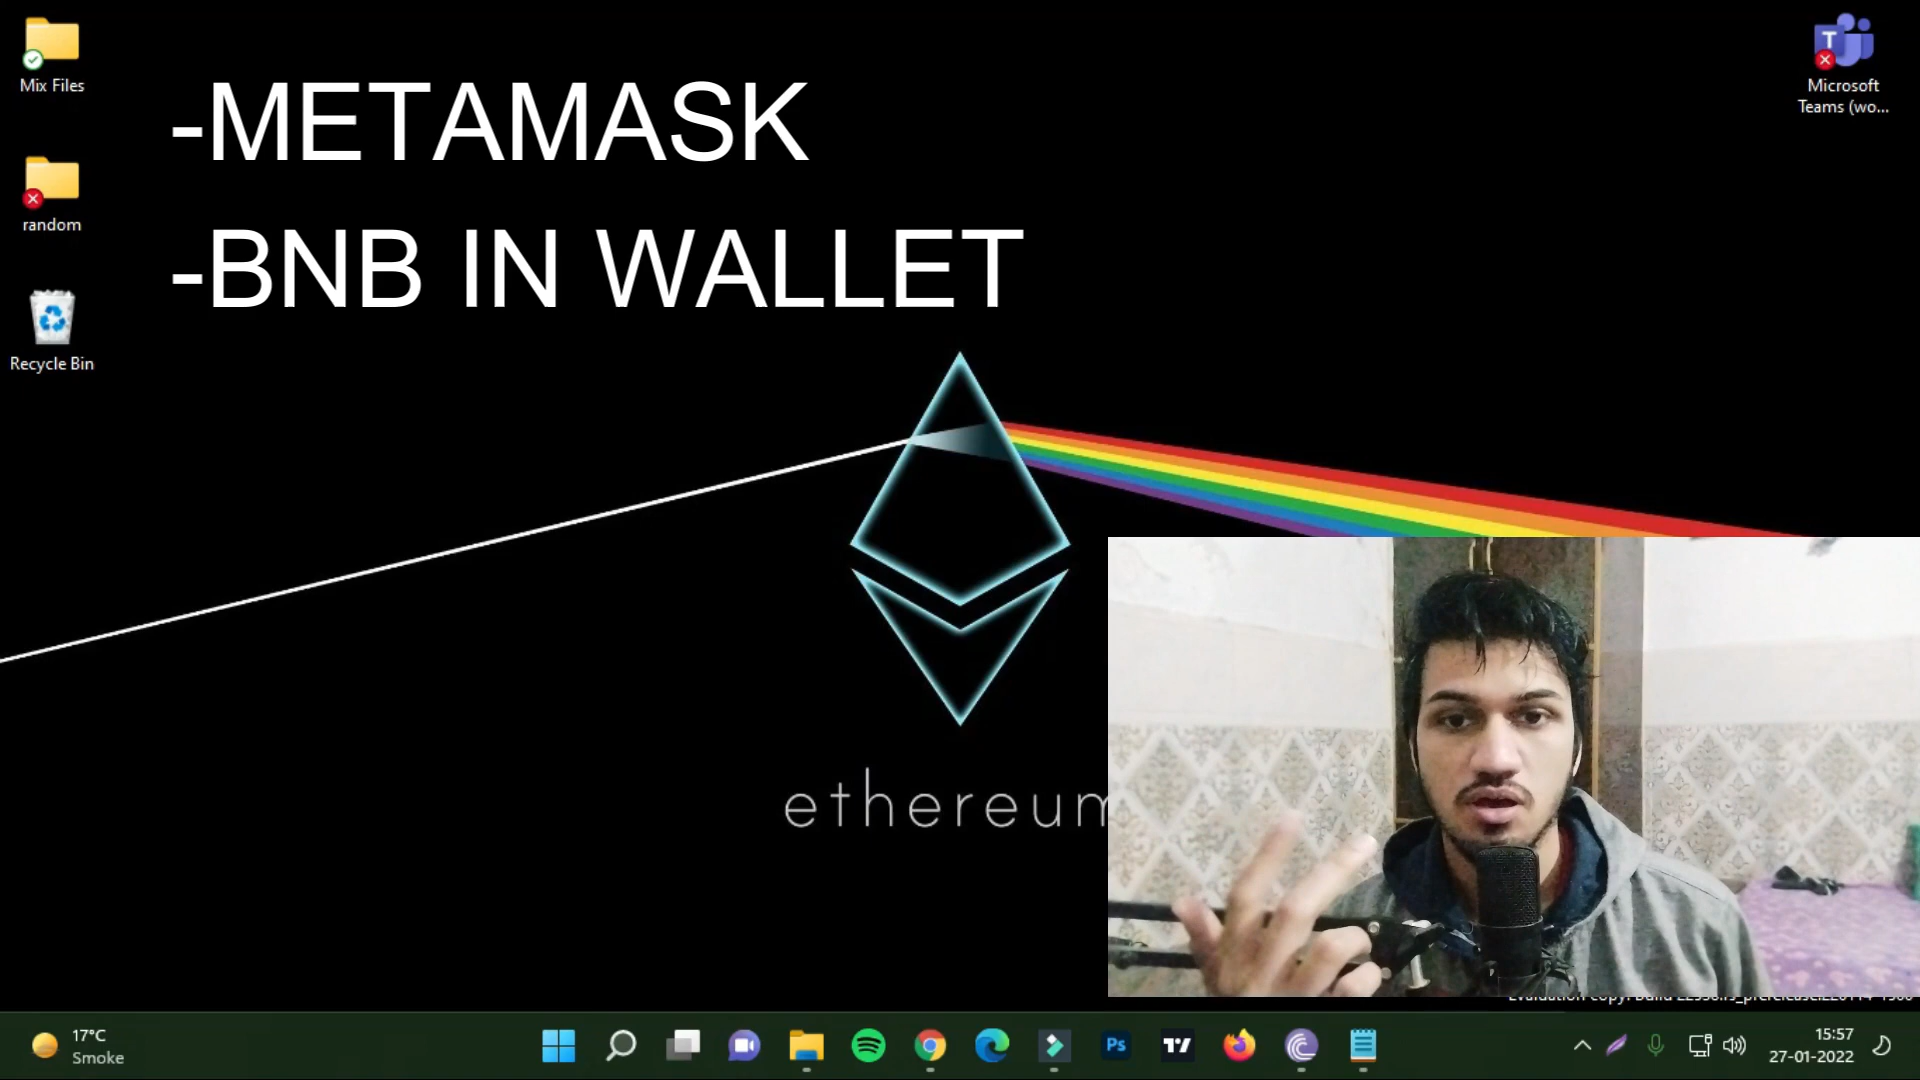 Mix Files
random
Recycle Bin
-METAMASK
-BNB IN WALLET
Microsoft
Teams (wo...
ethereum
17°C
Smoke
Ps
15:57
27-01-2022